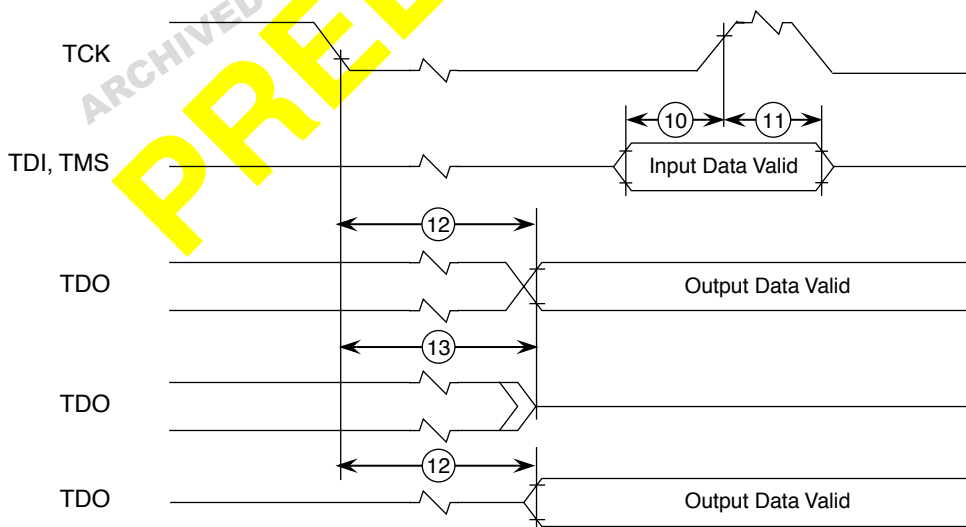 ARCHIVED
PREL
TCK
10 11
TDI, TMS Input Data Valid
12
TDO Output Data Valid
13
TDO
12
TDO Output Data Valid